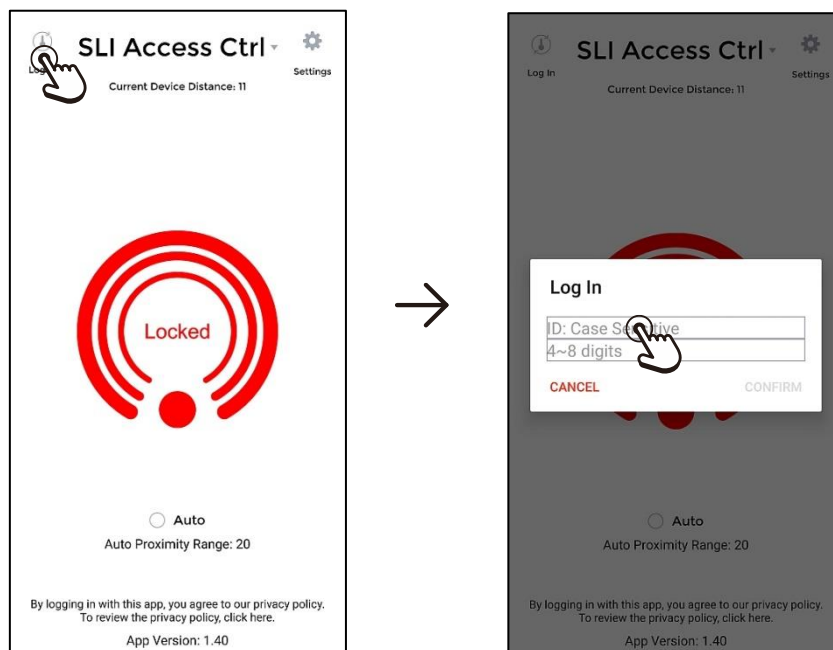 SLI Access Ctrl
Settings
Current Device Distance: 11
Locked
Auto
Auto Proximity Range: 20
By logging in with this app, you agree to our privacy policy.
To review the privacy policy, click here.
App Version: 1.40
SLI Access Ctrl
Log In
Settings
Current Device Distance: 11
Log In
ID: Case Sensitive
4~8 digits
CANCEL
CONFIRM
Auto
Auto Proximity Range: 20
By logging in with this app, you agree to our privacy policy.
To review the privacy policy, click here.
App Version: 1.40